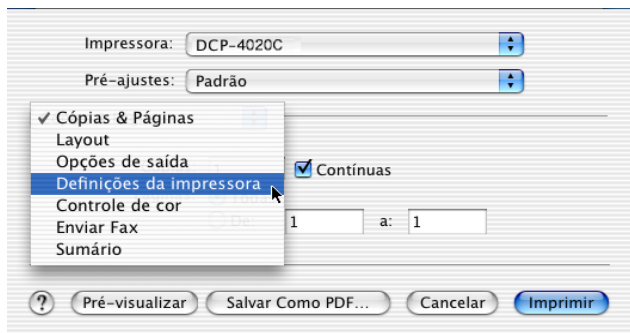 Impressora: DCP-4020C
Pré-ajustes: Padrão
✓ Cópias & Páginas
Layout
Opções de saída
Contínuas
Definições da impressora
Controle de cor
De: 1 a: 1
Enviar Fax
Sumário
? Pré-visualizar Salvar Como PDF... Cancelar Imprimir